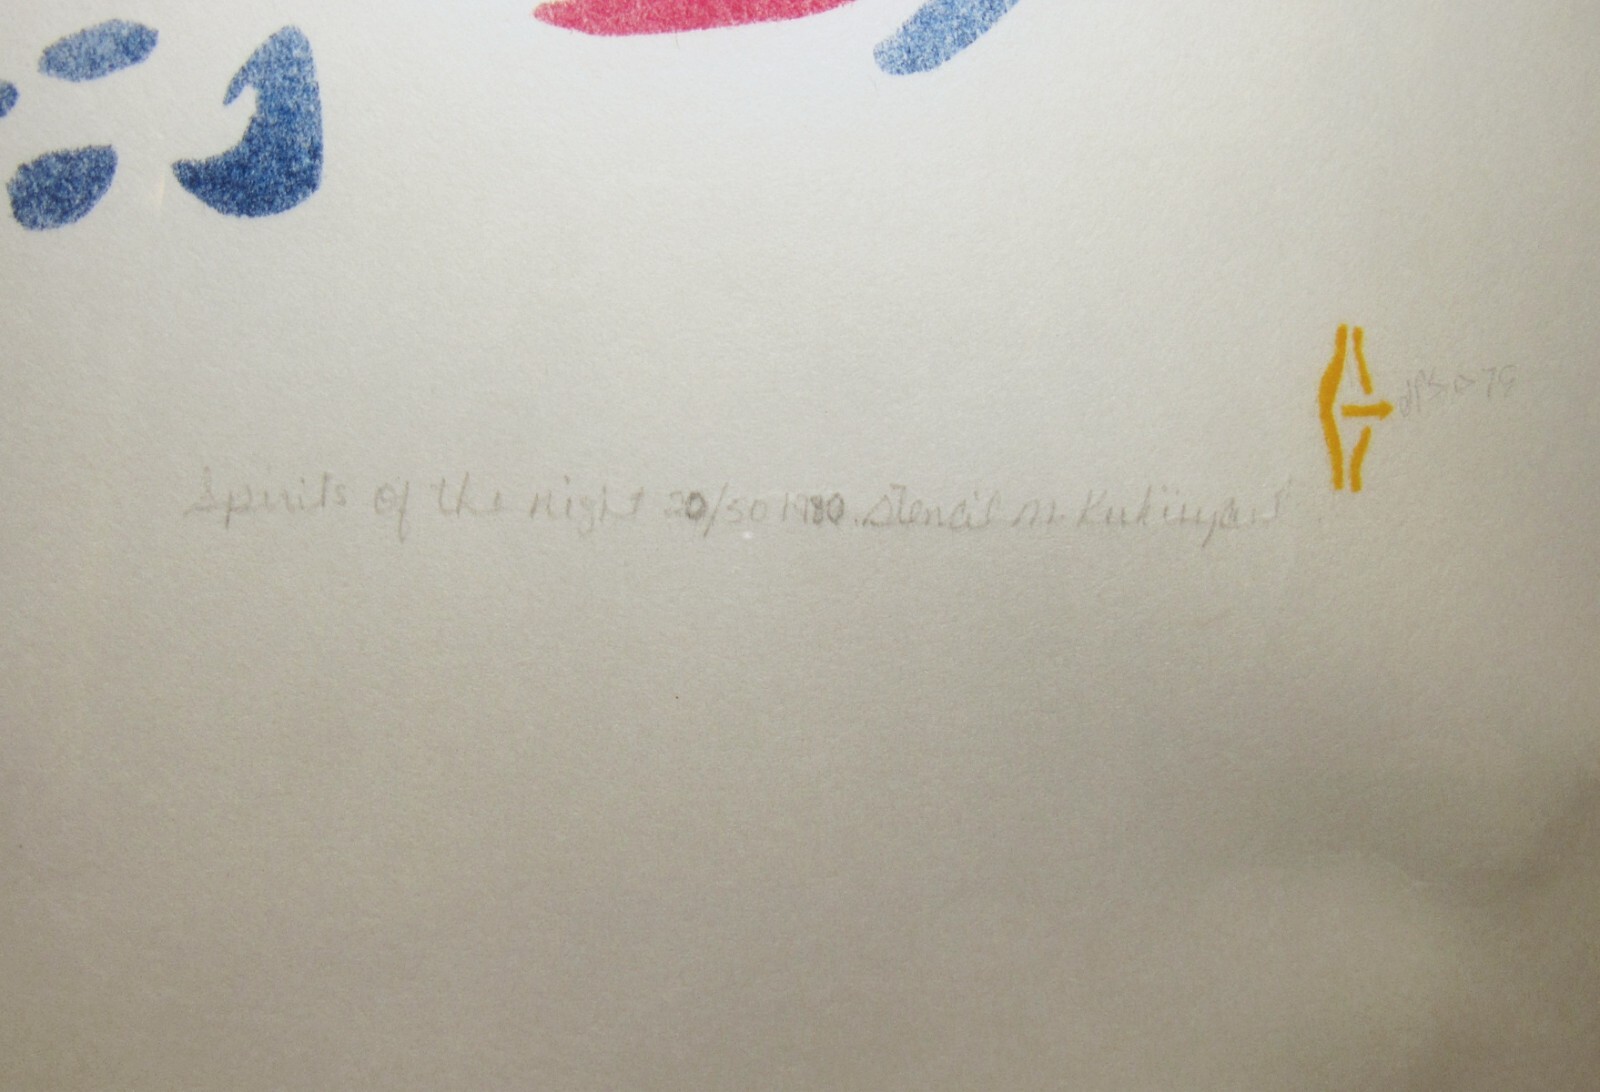 Spirits of the night 20/50 1980. Stencil M. Kukiiyaut